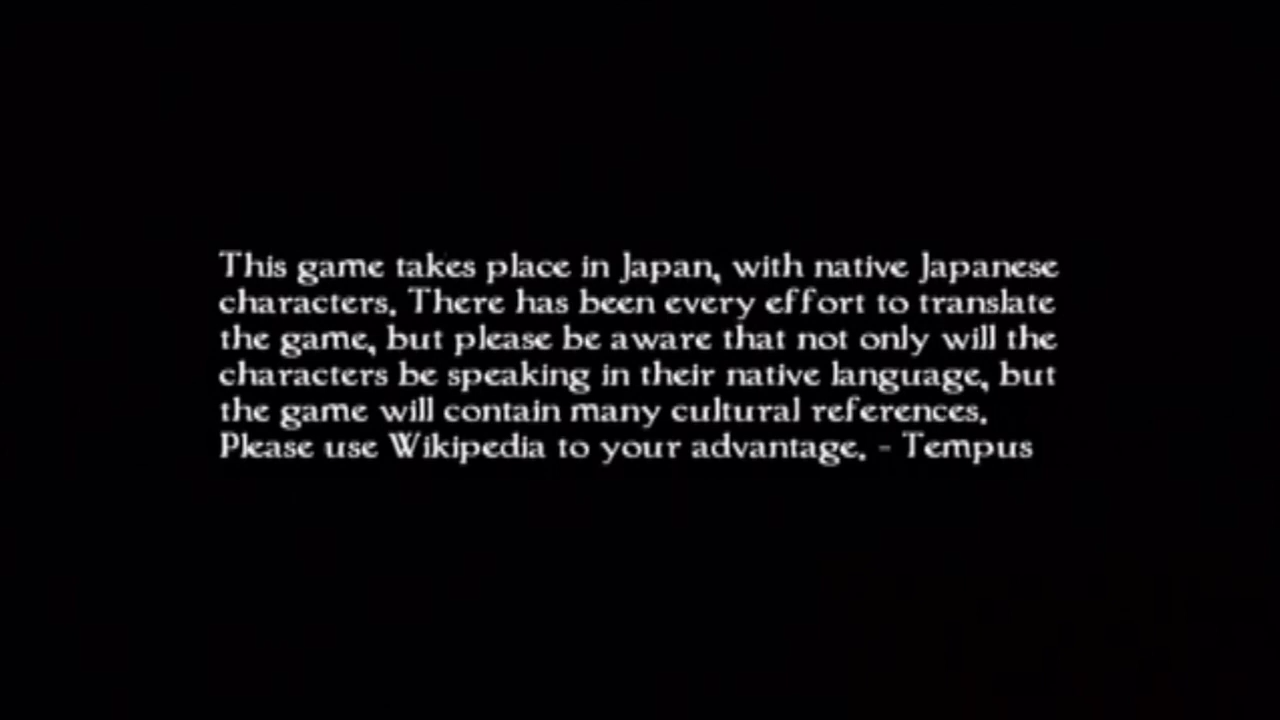 This game takes place in Japan, with native Japanese
characters. There has been every effort to translate
the game, but please be aware that not only will the
characters be speaking in their native language, but
the game will contain many cultural references.
Please use Wikipedia to your advantage. - Tempus